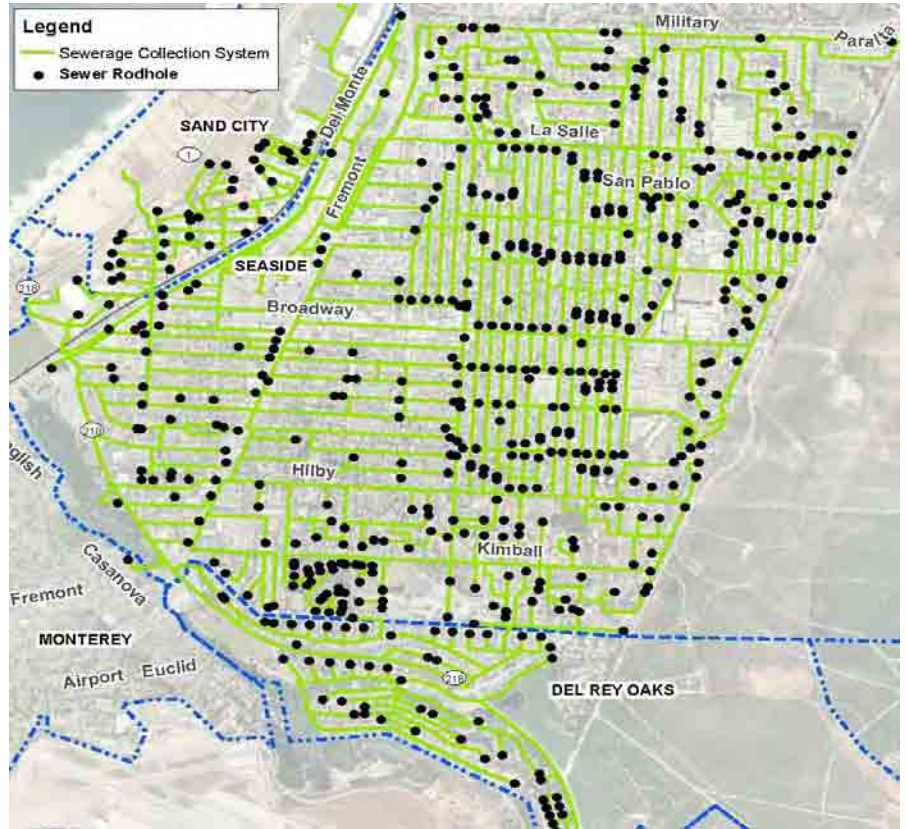 Legend
Sewerage Collection System
Sewer Rodhole
Military
Paralta
Del Monte
SAND CITY
1
La Salle
Fremont
San Pablo
SEASIDE
218
Broadway
218
Hilby
Kimball
Casanova
Fremont
MONTEREY
Airport
Euclid
218
DEL REY OAKS